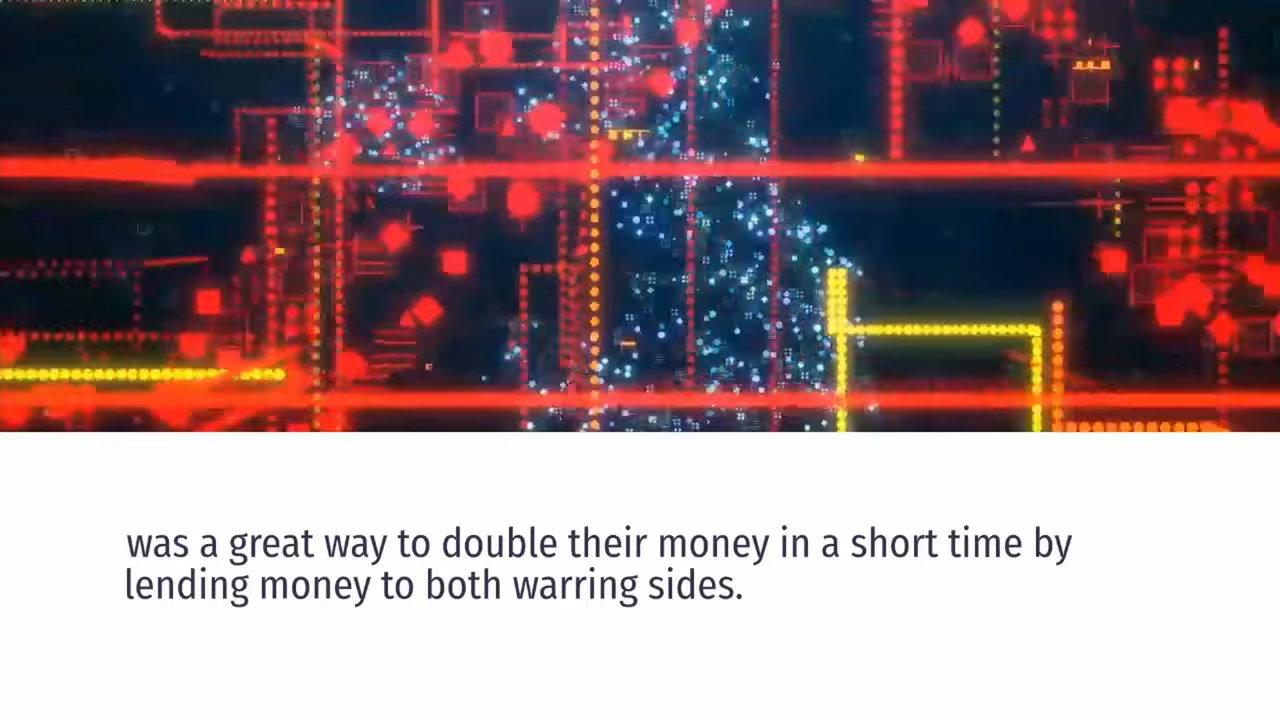 was a great way to double their money in a short time by
lending money to both warring sides.